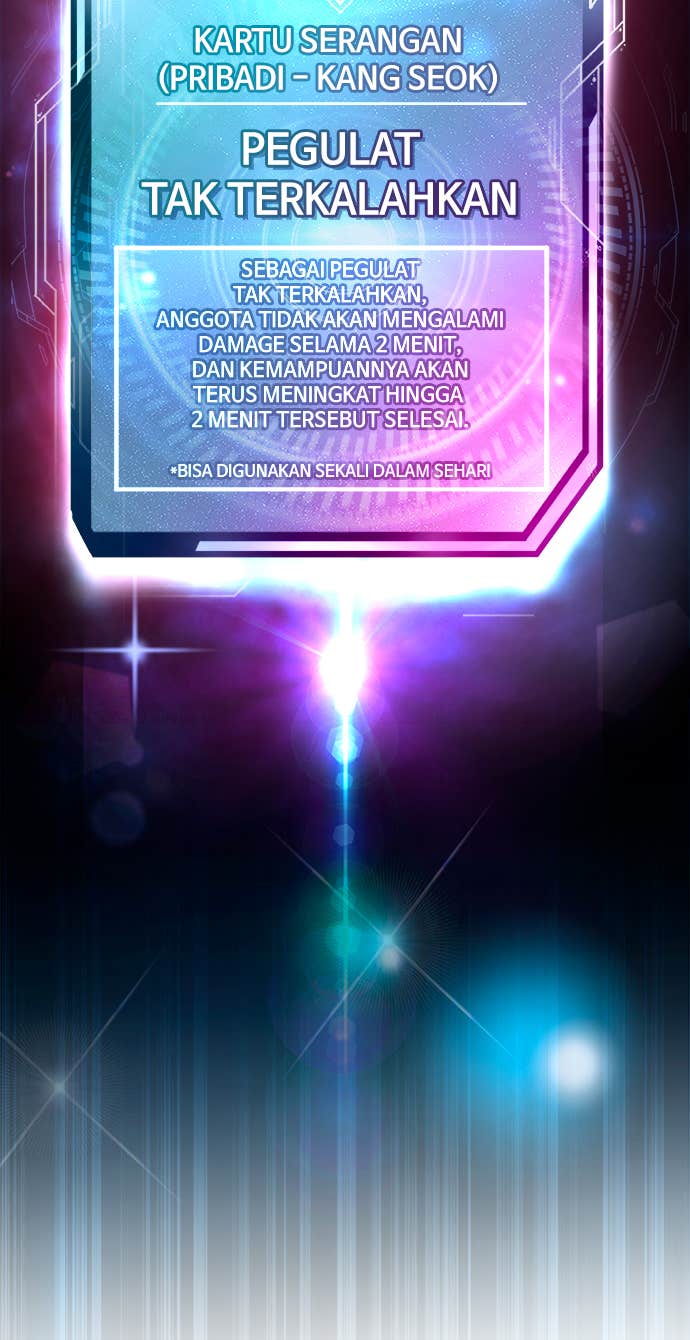 KARTU SERANGAN
(PRIBADI – KANG SEOK)
PEGULAT
TAK TERKALAHKAN
SEBAGAI PEGULAT
TAK TERKALAHKAN,
ANGGOTA TIDAK AKAN MENGALAMI
DAMAGE SELAMA 2 MENIT,
DAN KEMAMPUANNYA AKAN
TERUS MENINGKAT HINGGA
2 MENIT TERSEBUT SELESAI.
*BISA DIGUNAKAN SEKALI DALAM SEHARI